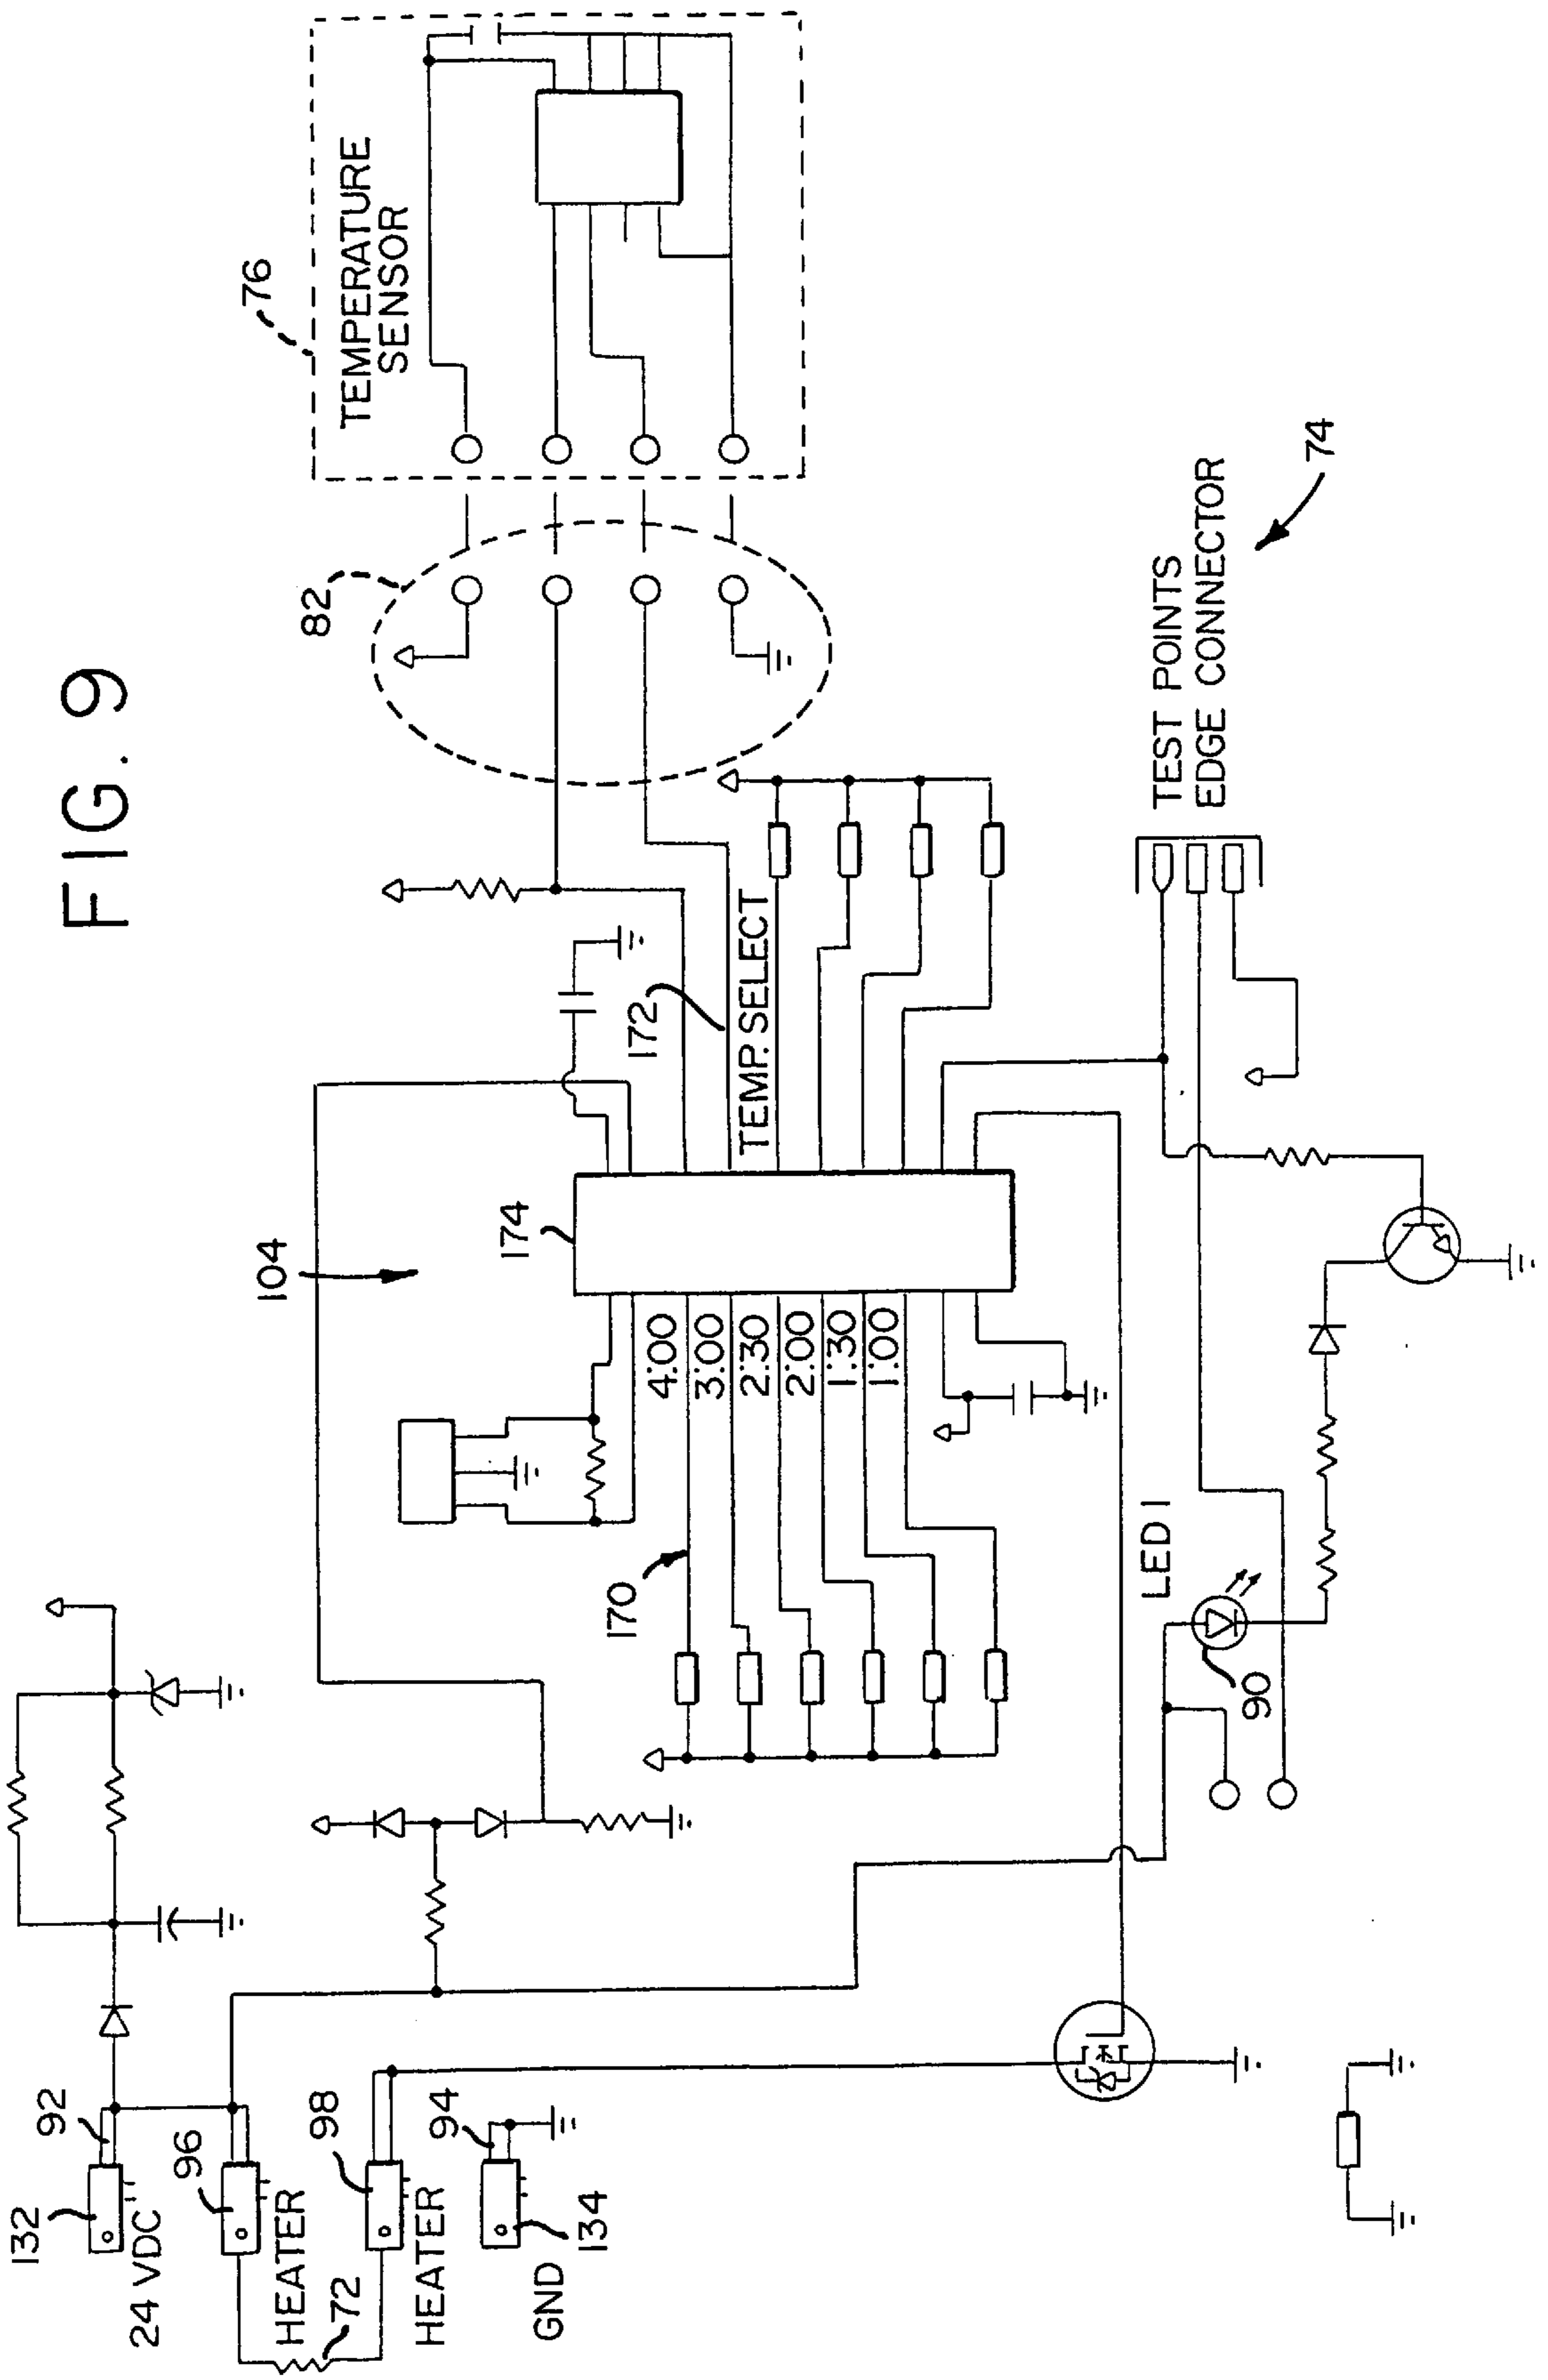 FIG. 9
132
92
24 VDC
96
HEATER
72
98
HEATER
94
GND
134
104
174
170
4:00
3:00
2:30
2:00
1:30
1:00
172
TEMP. SELECT
82
76
TEMPERATURE
SENSOR
LED 1
90
TEST POINTS
EDGE CONNECTOR
74